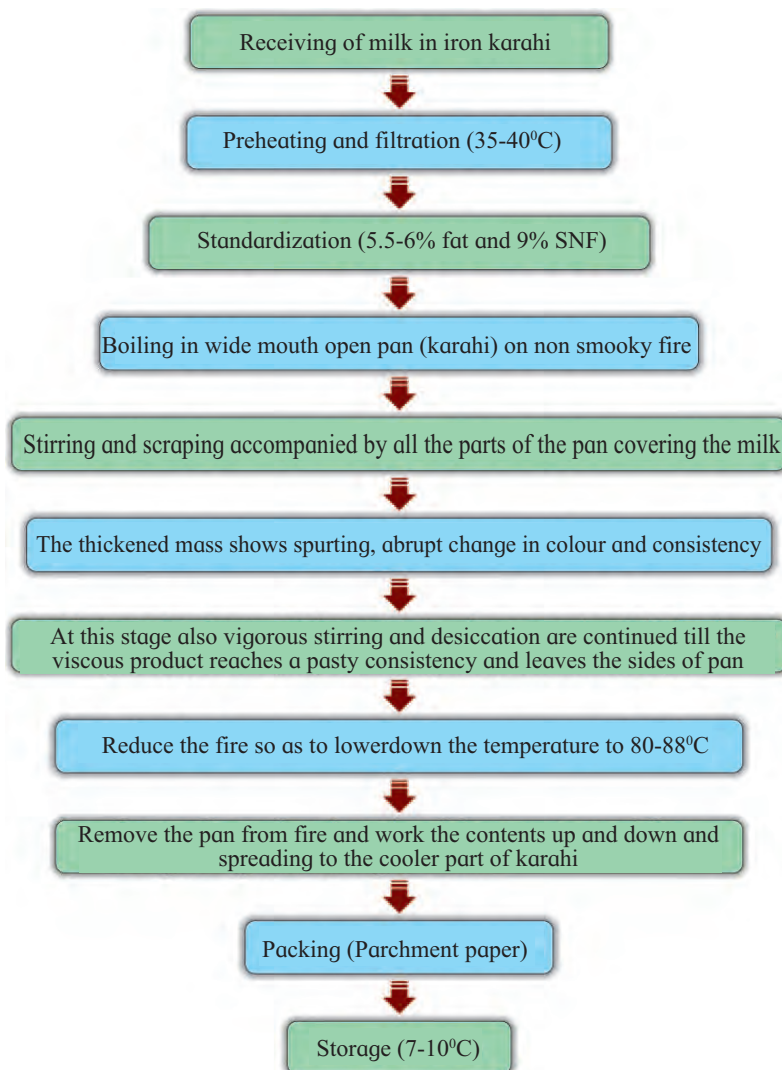 Receiving of milk in iron karahi
Preheating and filtration (35-40⁰C)
Standardization (5.5-6% fat and 9% SNF)
Boiling in wide mouth open pan (karahi) on non smooky fire
Stirring and scraping accompanied by all the parts of the pan covering the milk
The thickened mass shows spurting, abrupt change in colour and consistency
At this stage also vigorous stirring and desiccation are continued till the
viscous product reaches a pasty consistency and leaves the sides of pan
Reduce the fire so as to lowerdown the temperature to 80-88⁰C
Remove the pan from fire and work the contents up and down and
spreading to the cooler part of karahi
Packing (Parchment paper)
Storage (7-10⁰C)